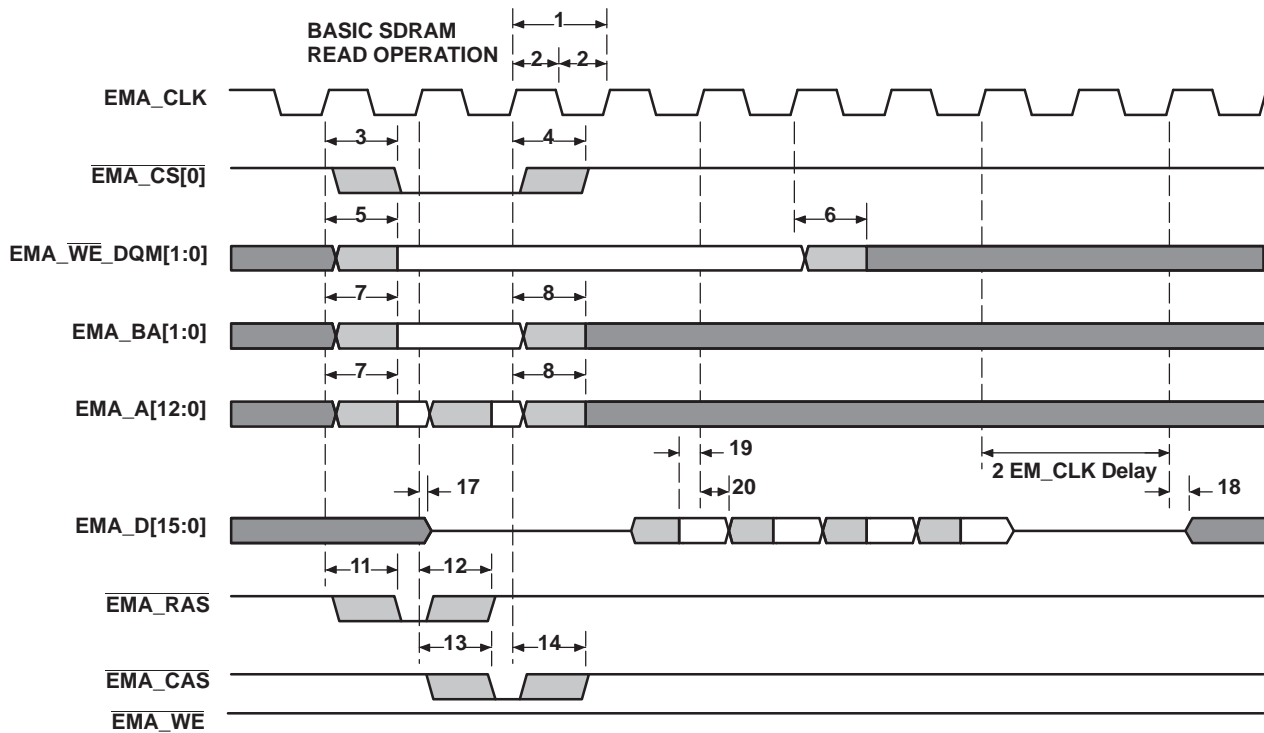 BASIC SDRAM
READ OPERATION
1
2 2
EMA_CLK
3 4
EMA_CS[0]
5 6
EMA_WE_DQM[1:0]
7 8
EMA_BA[1:0]
7 8
EMA_A[12:0]
19
2 EM_CLK Delay
17 20 18
EMA_D[15:0]
11 12
EMA_RAS
13 14
EMA_CAS
EMA_WE